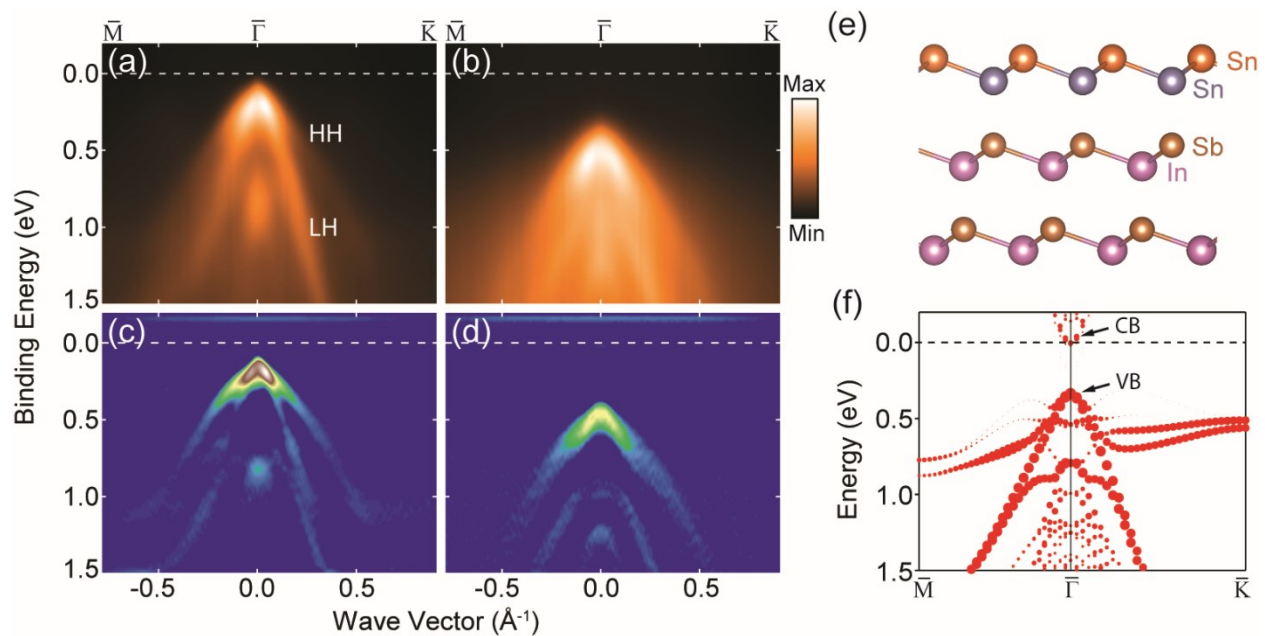 M̄ Γ̄ K̄ M̄ Γ̄ K̄
(a) (b) (e)
0.0
0.5
1.0
1.5
HH
LH
Max
Min
Sn
Sn
Sb
In
(c) (d) (f)
0.0
0.5
1.0
1.5
-0.5 0.0 0.5 -0.5 0.0 0.5
Binding Energy (eV)
Wave Vector (Å⁻¹)
CB
VB
0.0
0.5
1.0
1.5
Energy (eV)
M̄ Γ̄ K̄